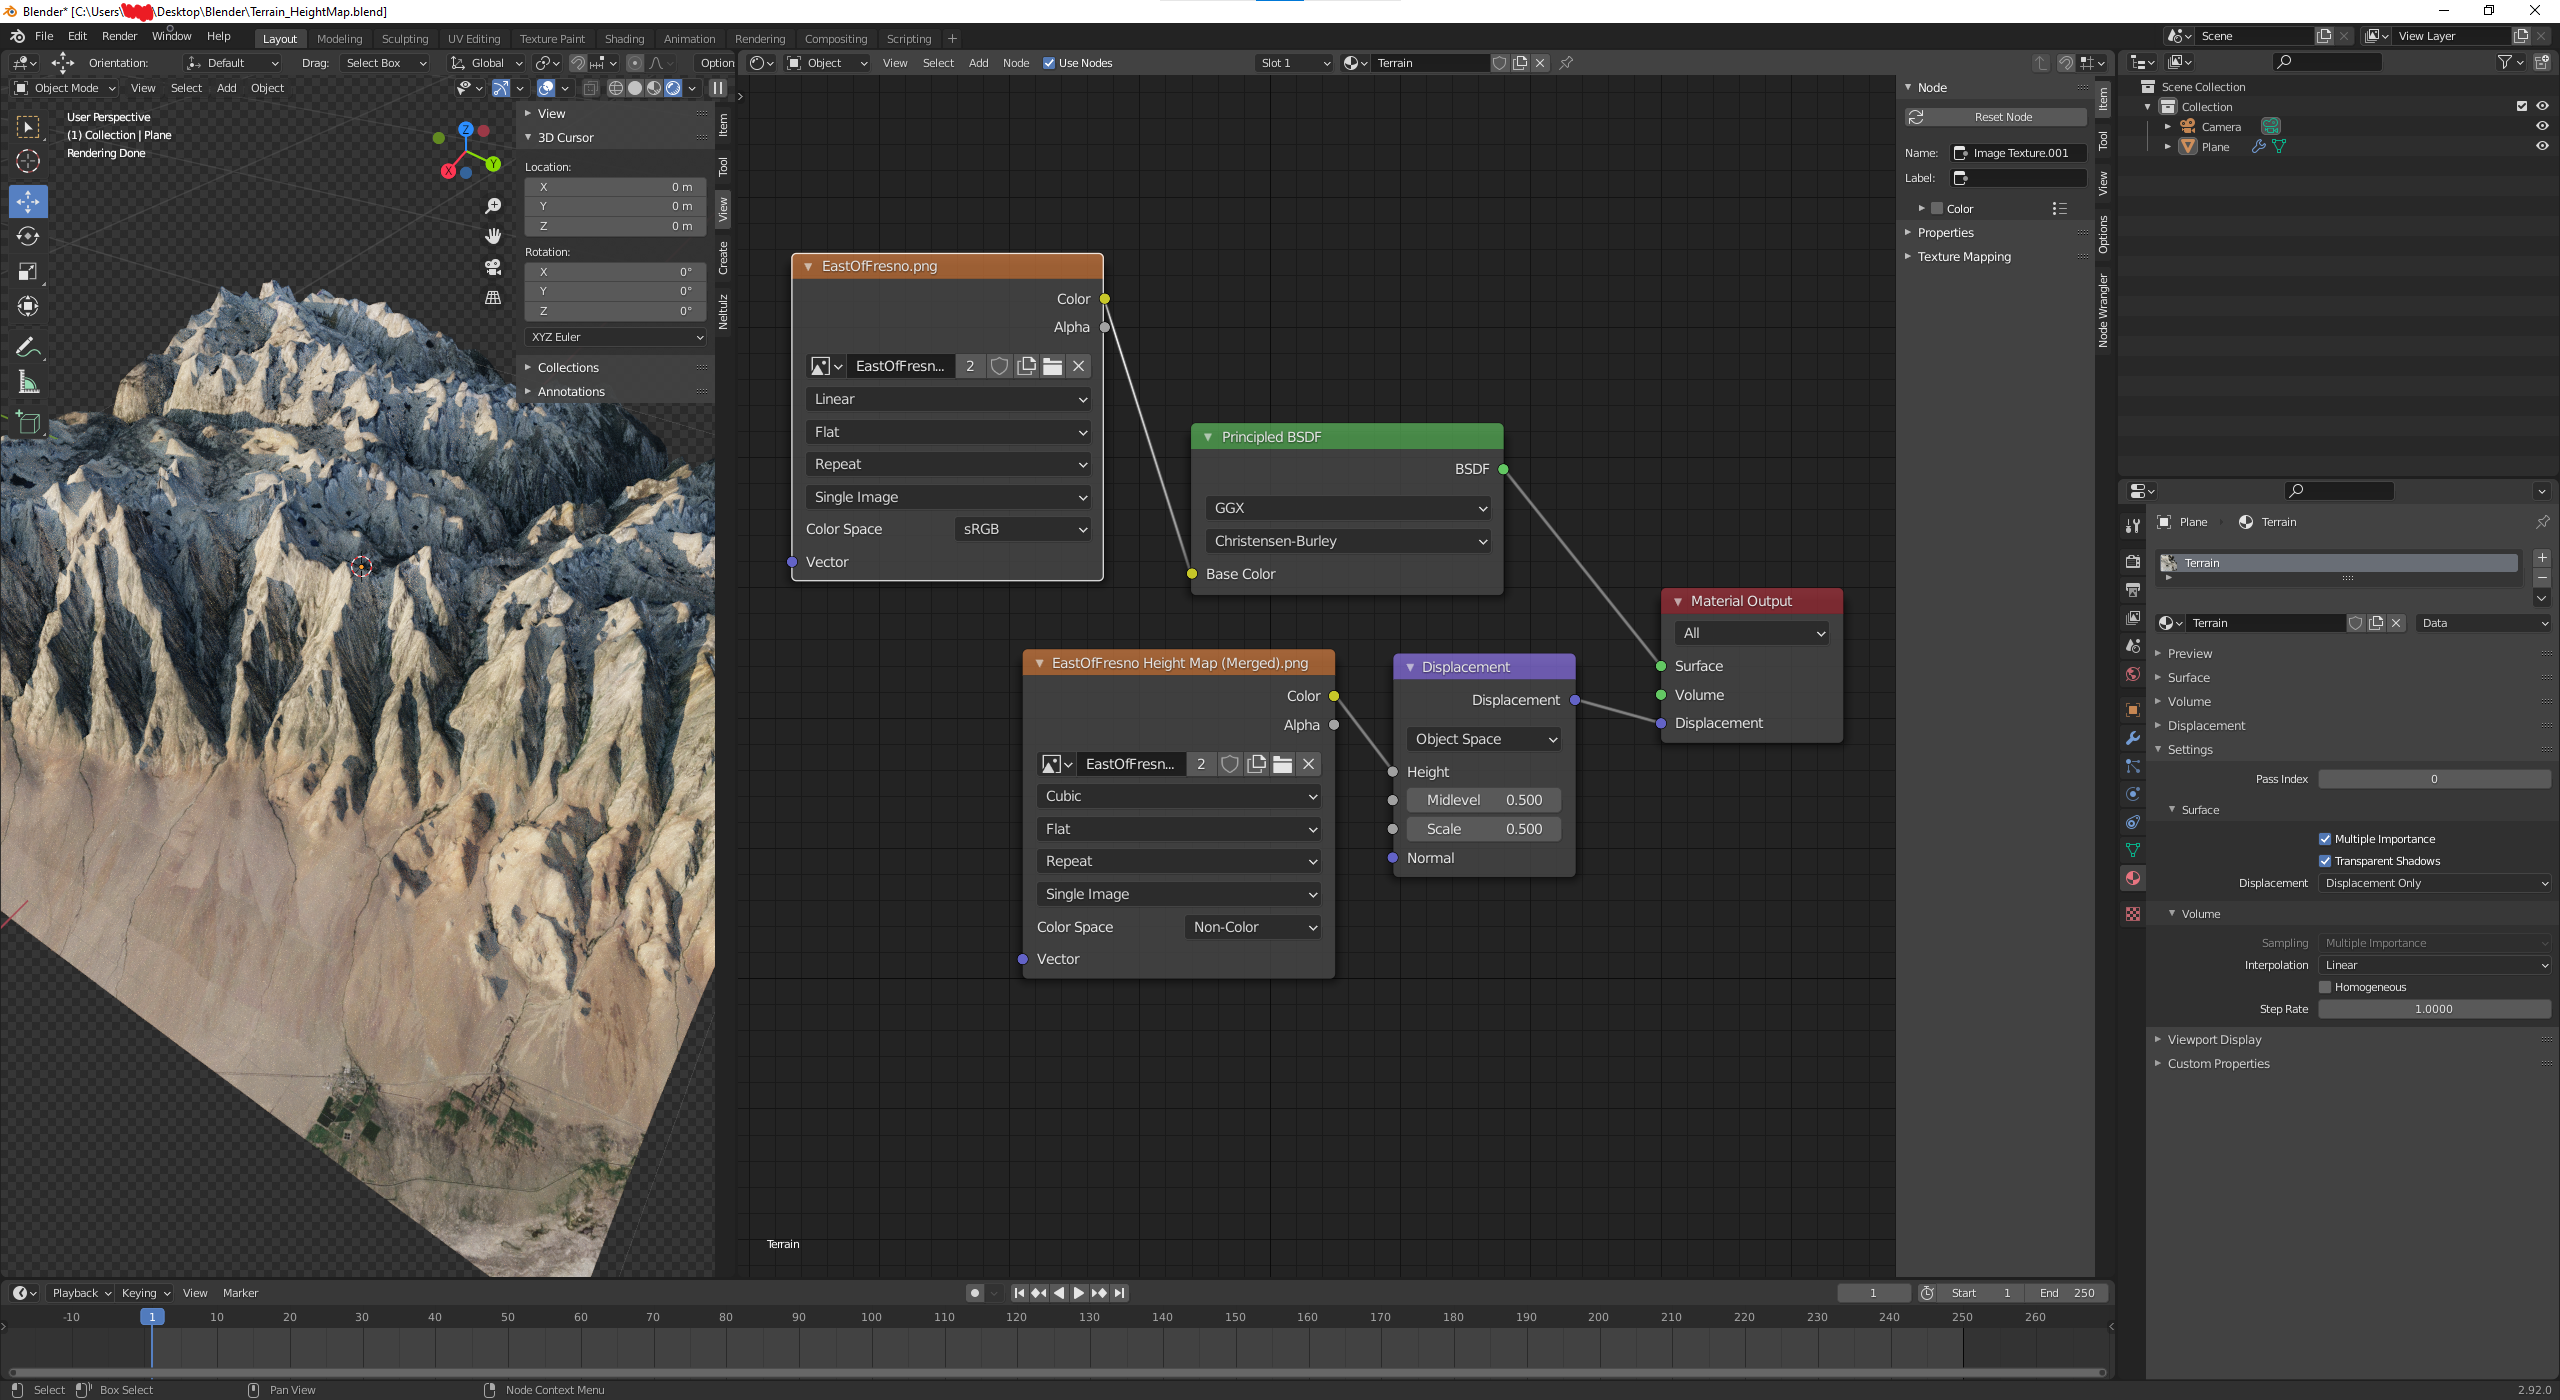 Blender* [C:\Users\
\Desktop\Blender\Terrain_HeightMap.blend]
File Edit Render Window Help
Layout Modeling Sculpting UV Editing Texture Paint Shading Animation Rendering Compositing Scripting +
Scene
View Layer
Orientation: Default Drag: Select Box Global Option
Object View Select Add Node Use Nodes Slot 1 Terrain
Object Mode View Select Add Object
User Perspective
(1) Collection | Plane
Rendering Done
Z
X
Y
View
3D Cursor
Location:
X 0 m
Y 0 m
Z 0 m
Rotation:
X 0°
Y 0°
Z 0°
XYZ Euler
Collections
Annotations
Item
Tool
View
Create
Neltulz
EastOfFresno.png
Color
Alpha
EastOfFresn... 2
Linear
Flat
Repeat
Single Image
Color Space sRGB
Vector
Principled BSDF
BSDF
GGX
Christensen-Burley
Base Color
EastOfFresno Height Map (Merged).png
Color
Alpha
EastOfFresn... 2
Cubic
Flat
Repeat
Single Image
Color Space Non-Color
Vector
Displacement
Displacement
Object Space
Height
Midlevel 0.500
Scale 0.500
Normal
Material Output
All
Surface
Volume
Displacement
Terrain
Node
Reset Node
Name: Image Texture.001
Label:
Color
Properties
Texture Mapping
Item
Tool
View
Options
Node Wrangler
Scene Collection
Collection
Camera
Plane
Plane Terrain
Terrain
Terrain Data
Preview
Surface
Volume
Displacement
Settings
Pass Index 0
Surface
Multiple Importance
Transparent Shadows
Displacement Displacement Only
Volume
Sampling Multiple Importance
Interpolation Linear
Homogeneous
Step Rate 1.0000
Viewport Display
Custom Properties
Playback Keying View Marker
1 Start 1 End 250
-10 1 10 20 30 40 50 60 70 80 90 100 110 120 130 140 150 160 170 180 190 200 210 220 230 240 250 260
Select Box Select Pan View Node Context Menu 2.92.0